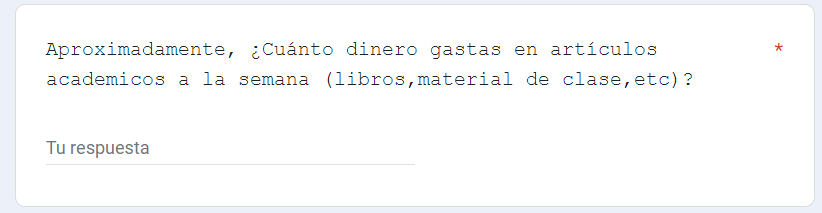 Aproximadamente, ¿Cuánto dinero gastas en artículos *
academicos a la semana (libros,material de clase,etc)?
Tu respuesta